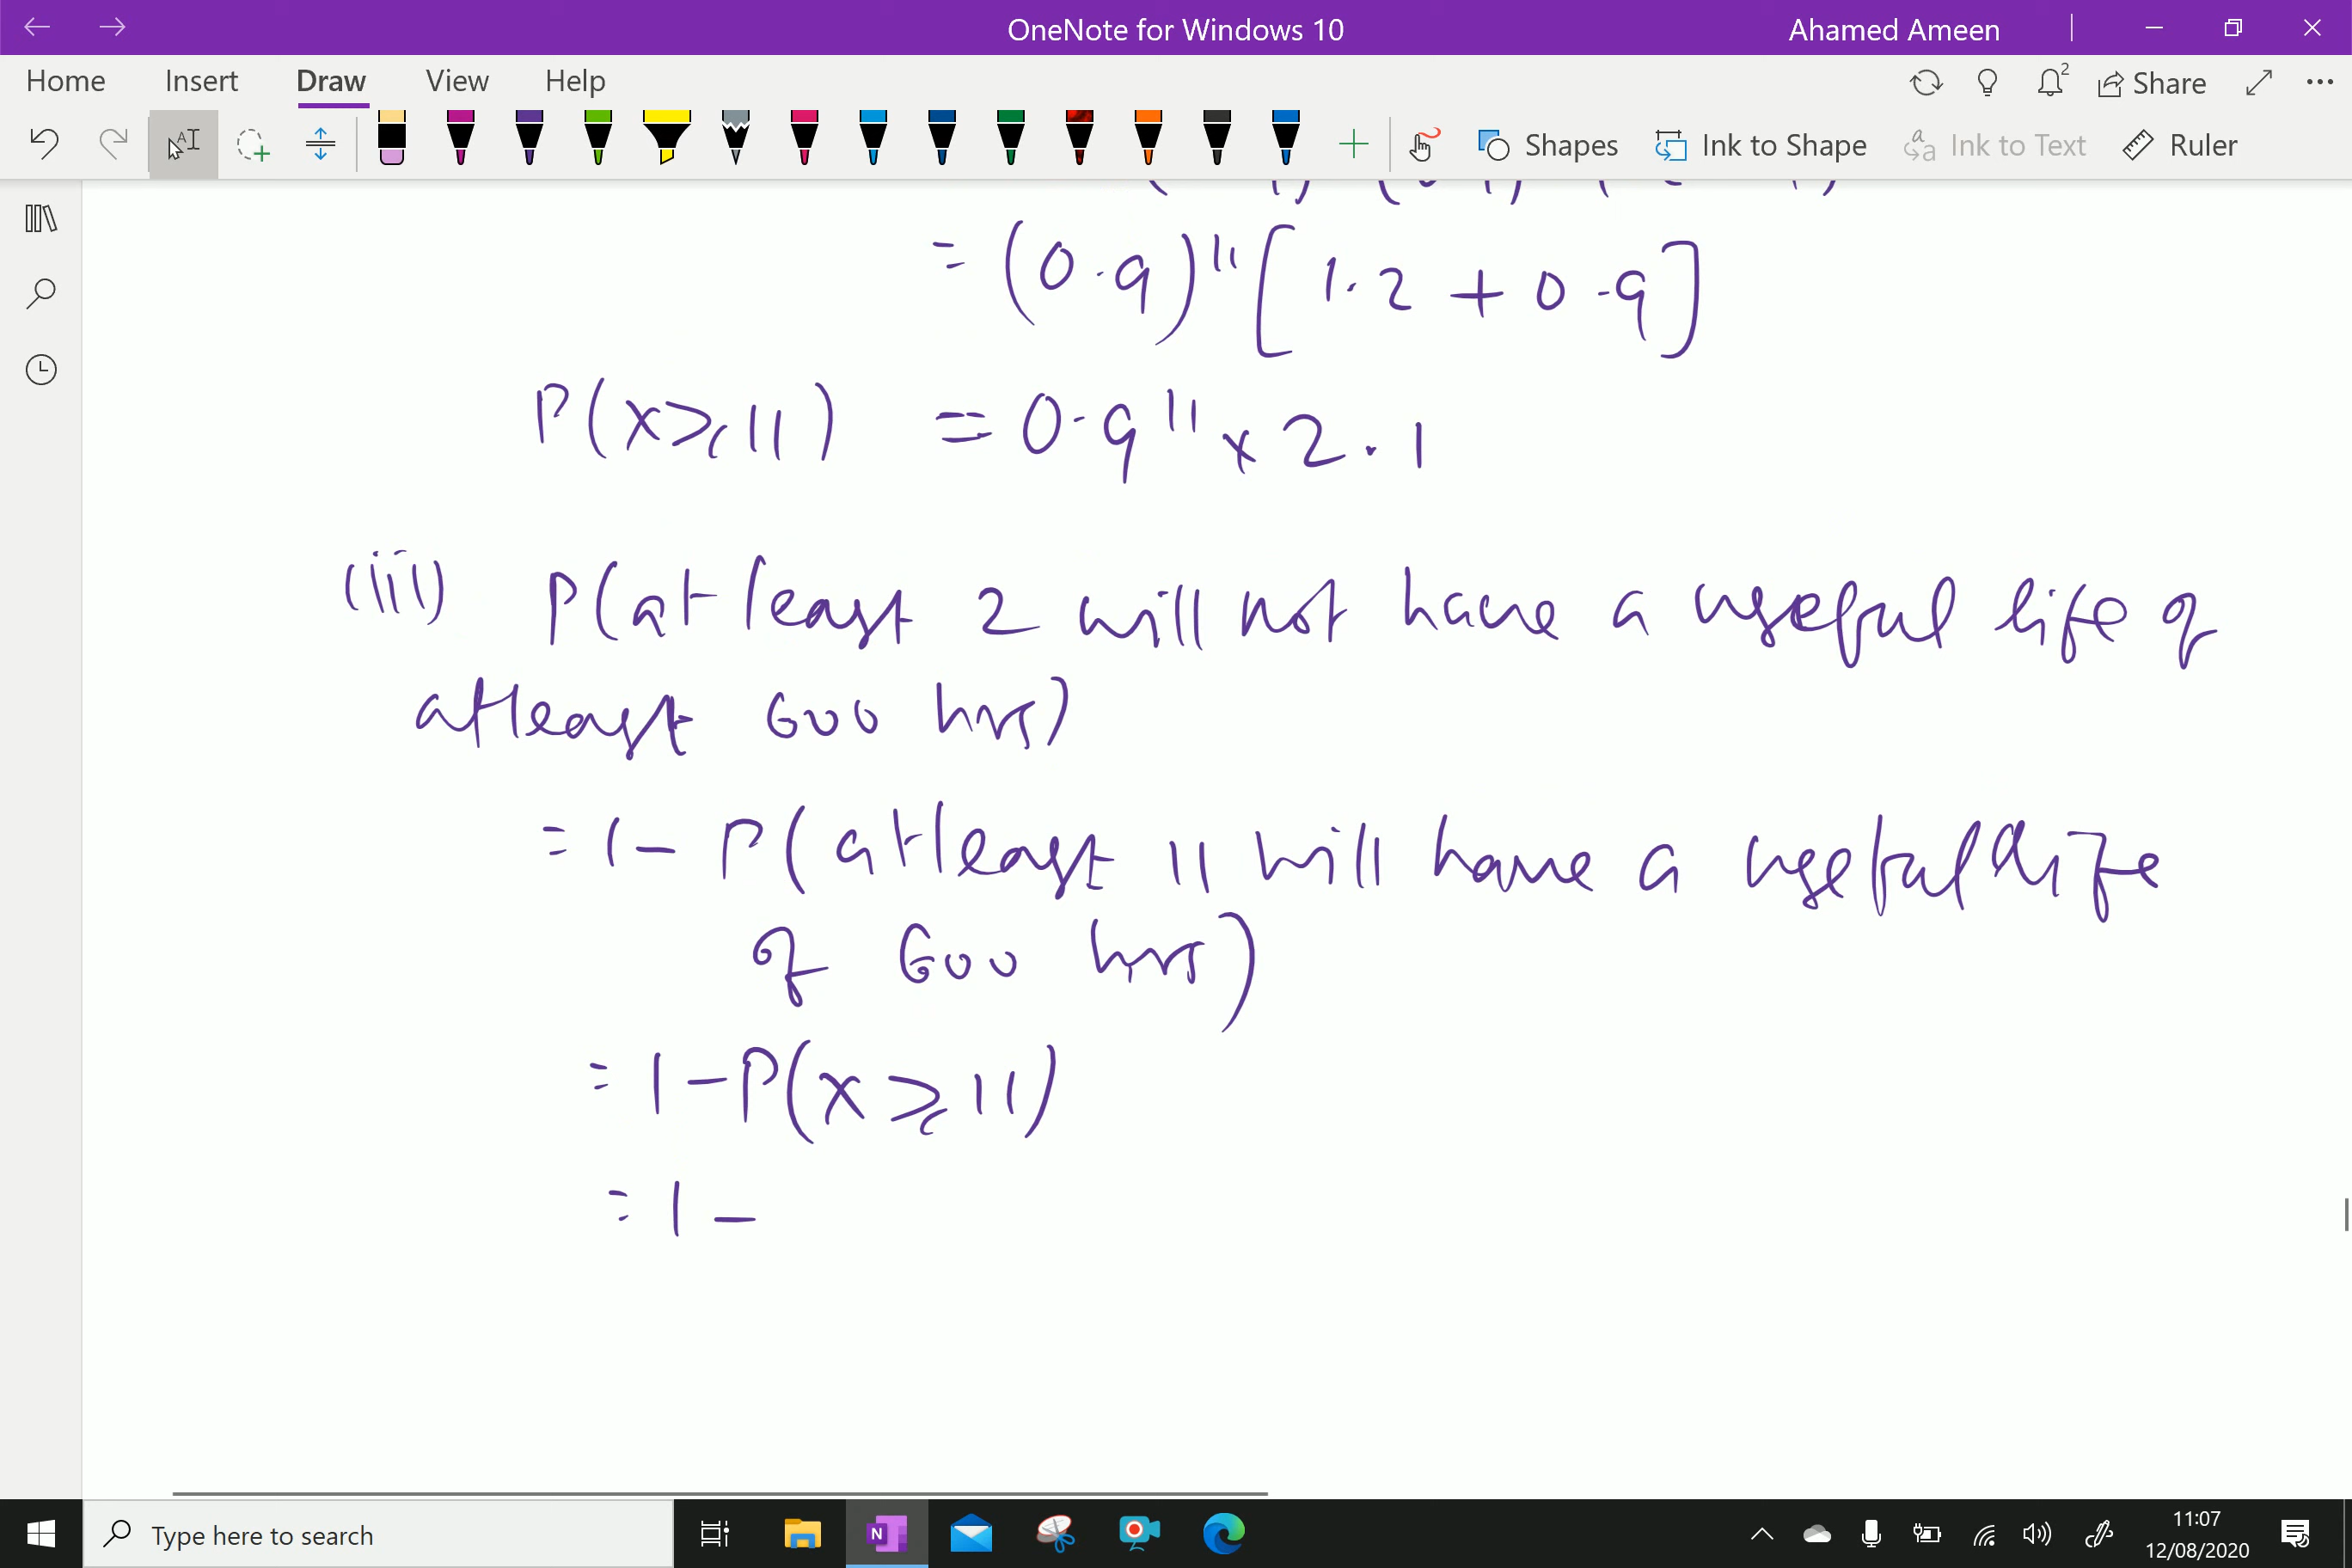 OneNote for Windows 10 Ahamed Ameen
Home Insert Draw View Help 2 Share
Shapes Ink to Shape Ink to Text Ruler
= (0.9)¹¹ [1.2 + 0.9]
P(x ≥ 11) = 0.9¹¹ x 2.1
(iii) P(at least 2 will not have a useful life of
atleast 600 hrs)
= 1 - P(atleast 11 will have a useful life
of 600 hrs)
= 1 - P(x ≥ 11)
= 1 -
Type here to search
11:07
12/08/2020